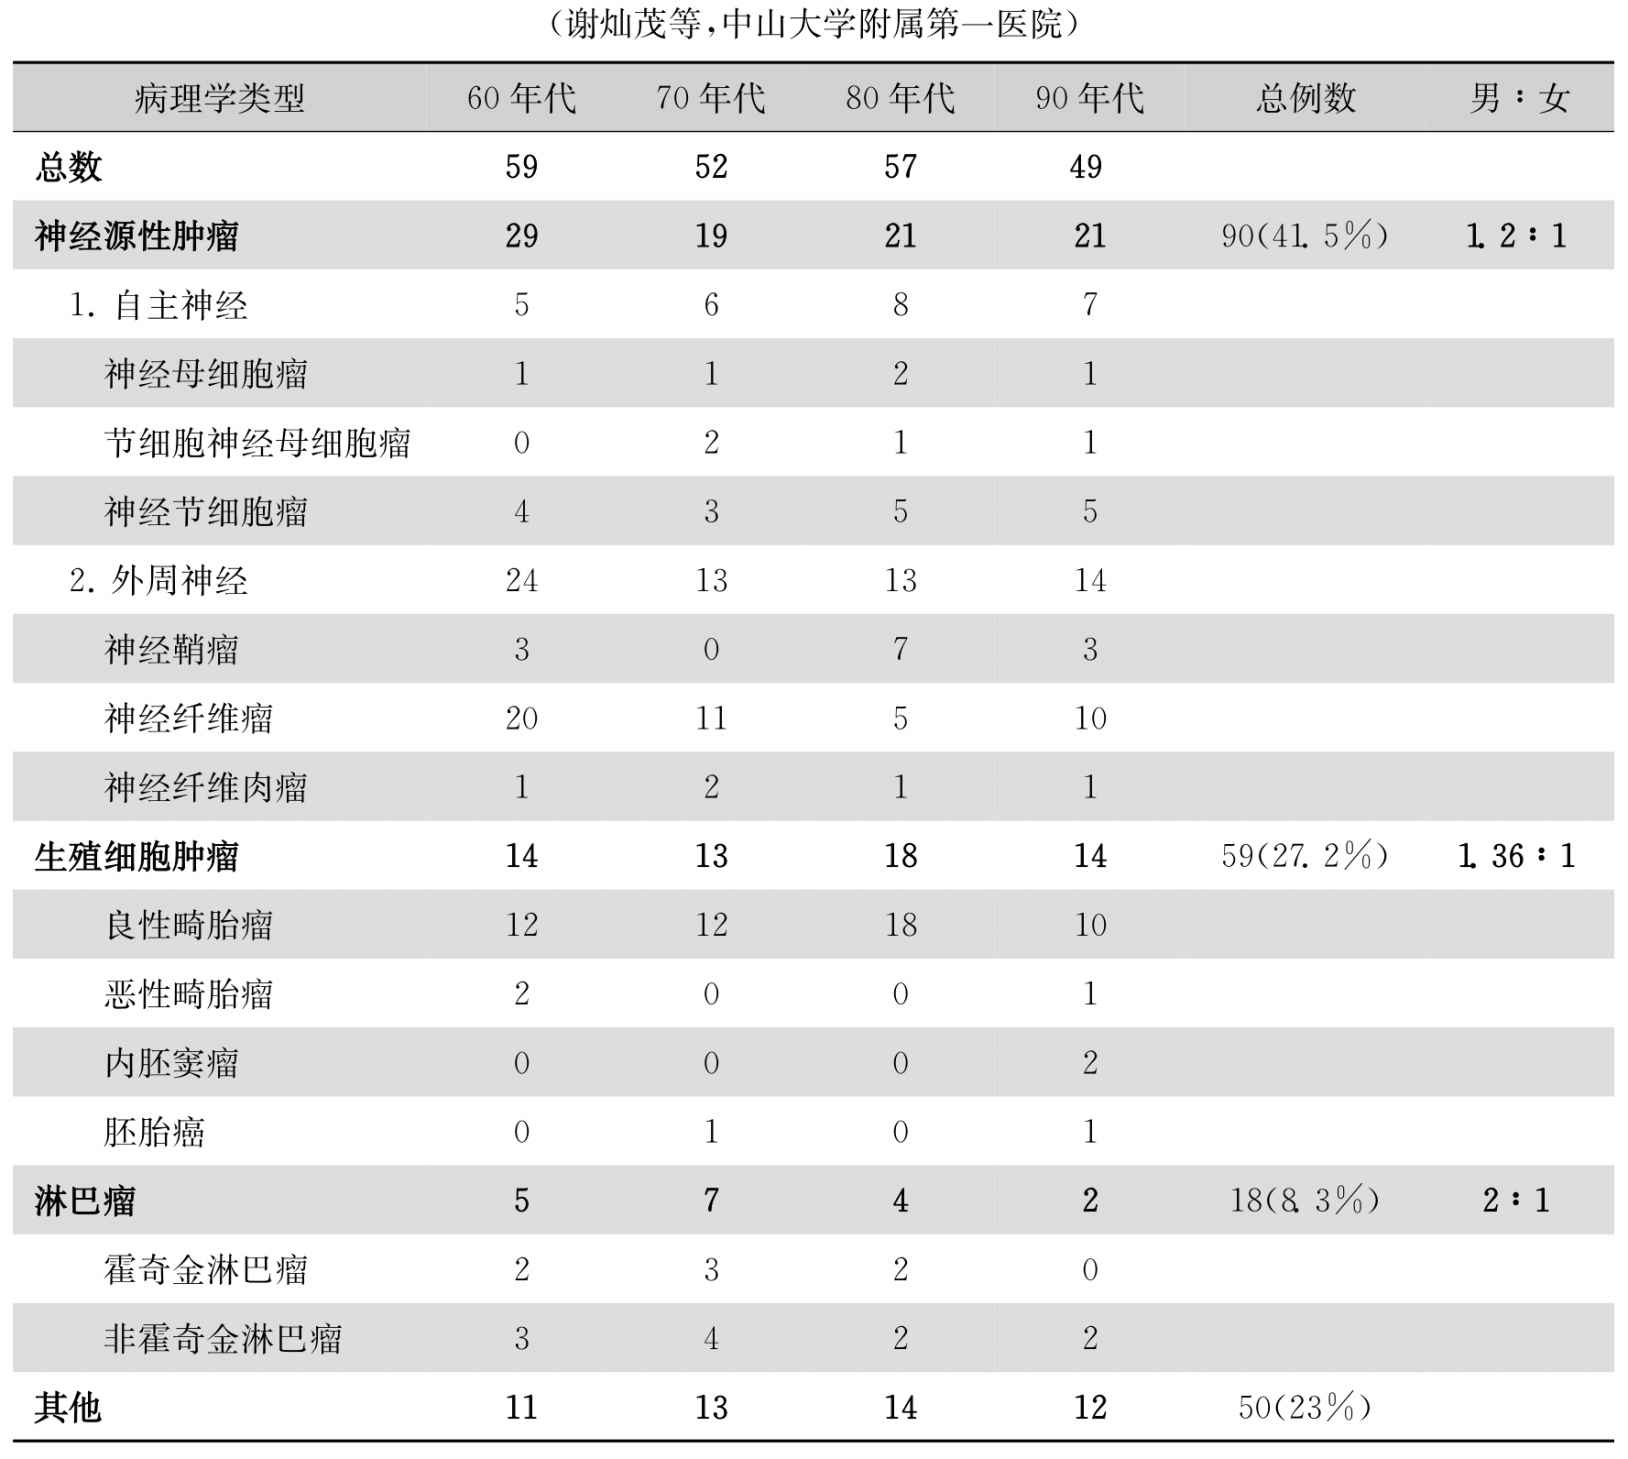 （谢灿茂等,中山大学附属第一医院）
病理学类型 60年代 70年代 80年代 90年代 总例数 男：女
总数 59 52 57 49
神经源性肿瘤 29 19 21 21 90(41.5%) 1.2：1
1. 自主神经 5 6 8 7
神经母细胞瘤 1 1 2 1
节细胞神经母细胞瘤 0 2 1 1
神经节细胞瘤 4 3 5 5
2. 外周神经 24 13 13 14
神经鞘瘤 3 0 7 3
神经纤维瘤 20 11 5 10
神经纤维肉瘤 1 2 1 1
生殖细胞肿瘤 14 13 18 14 59(27.2%) 1.36：1
良性畸胎瘤 12 12 18 10
恶性畸胎瘤 2 0 0 1
内胚窦瘤 0 0 0 2
胚胎癌 0 1 0 1
淋巴瘤 5 7 4 2 18(8.3%) 2：1
霍奇金淋巴瘤 2 3 2 0
非霍奇金淋巴瘤 3 4 2 2
其他 11 13 14 12 50(23%)